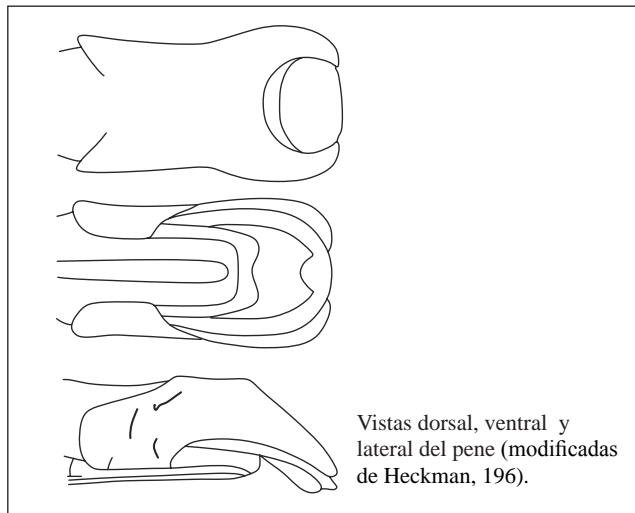 Vistas dorsal, ventral y
lateral del pene (modificadas
de Heckman, 196).